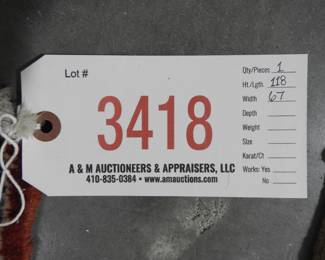 Lot #
3418
A & M AUCTIONEERS & APPRAISERS, LLC
410-835-0384 • www.amauctions.com
Qty/Pieces 1
Ht./Lgth 118
Width 67
Depth
Weight
Size
Karat/Ct
Works: Yes
No